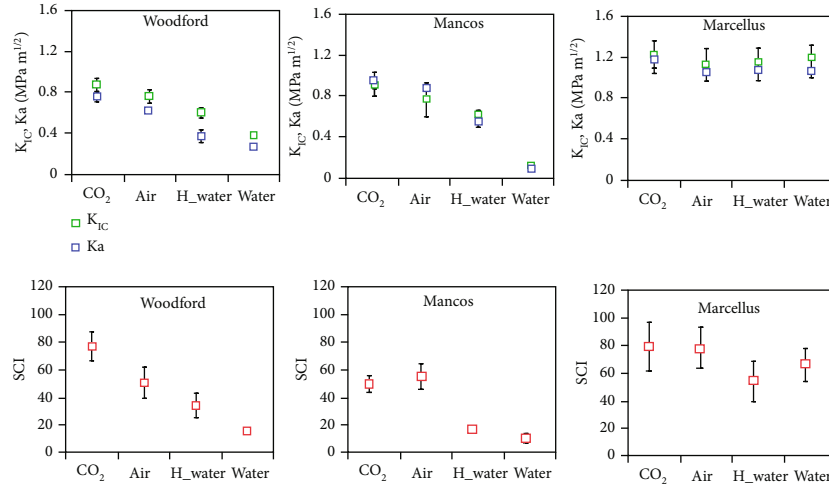 Woodford
K_IC, Ka (MPa m^1/2)
1.6
1.2
0.8
0.4
0
CO₂ Air H_water Water
K_IC
Ka
Mancos
K_IC, Ka (MPa m^1/2)
1.6
1.2
0.8
0.4
0
CO₂ Air H_water Water
Marcellus
K_IC, Ka (MPa m^1/2)
1.6
1.2
0.8
0.4
0
CO₂ Air H_water Water
Woodford
SCI
120
100
80
60
40
20
0
CO₂ Air H_water Water
Mancos
SCI
120
100
80
60
40
20
0
CO₂ Air H_water Water
Marcellus
SCI
120
100
80
60
40
20
0
CO₂ Air H_water Water